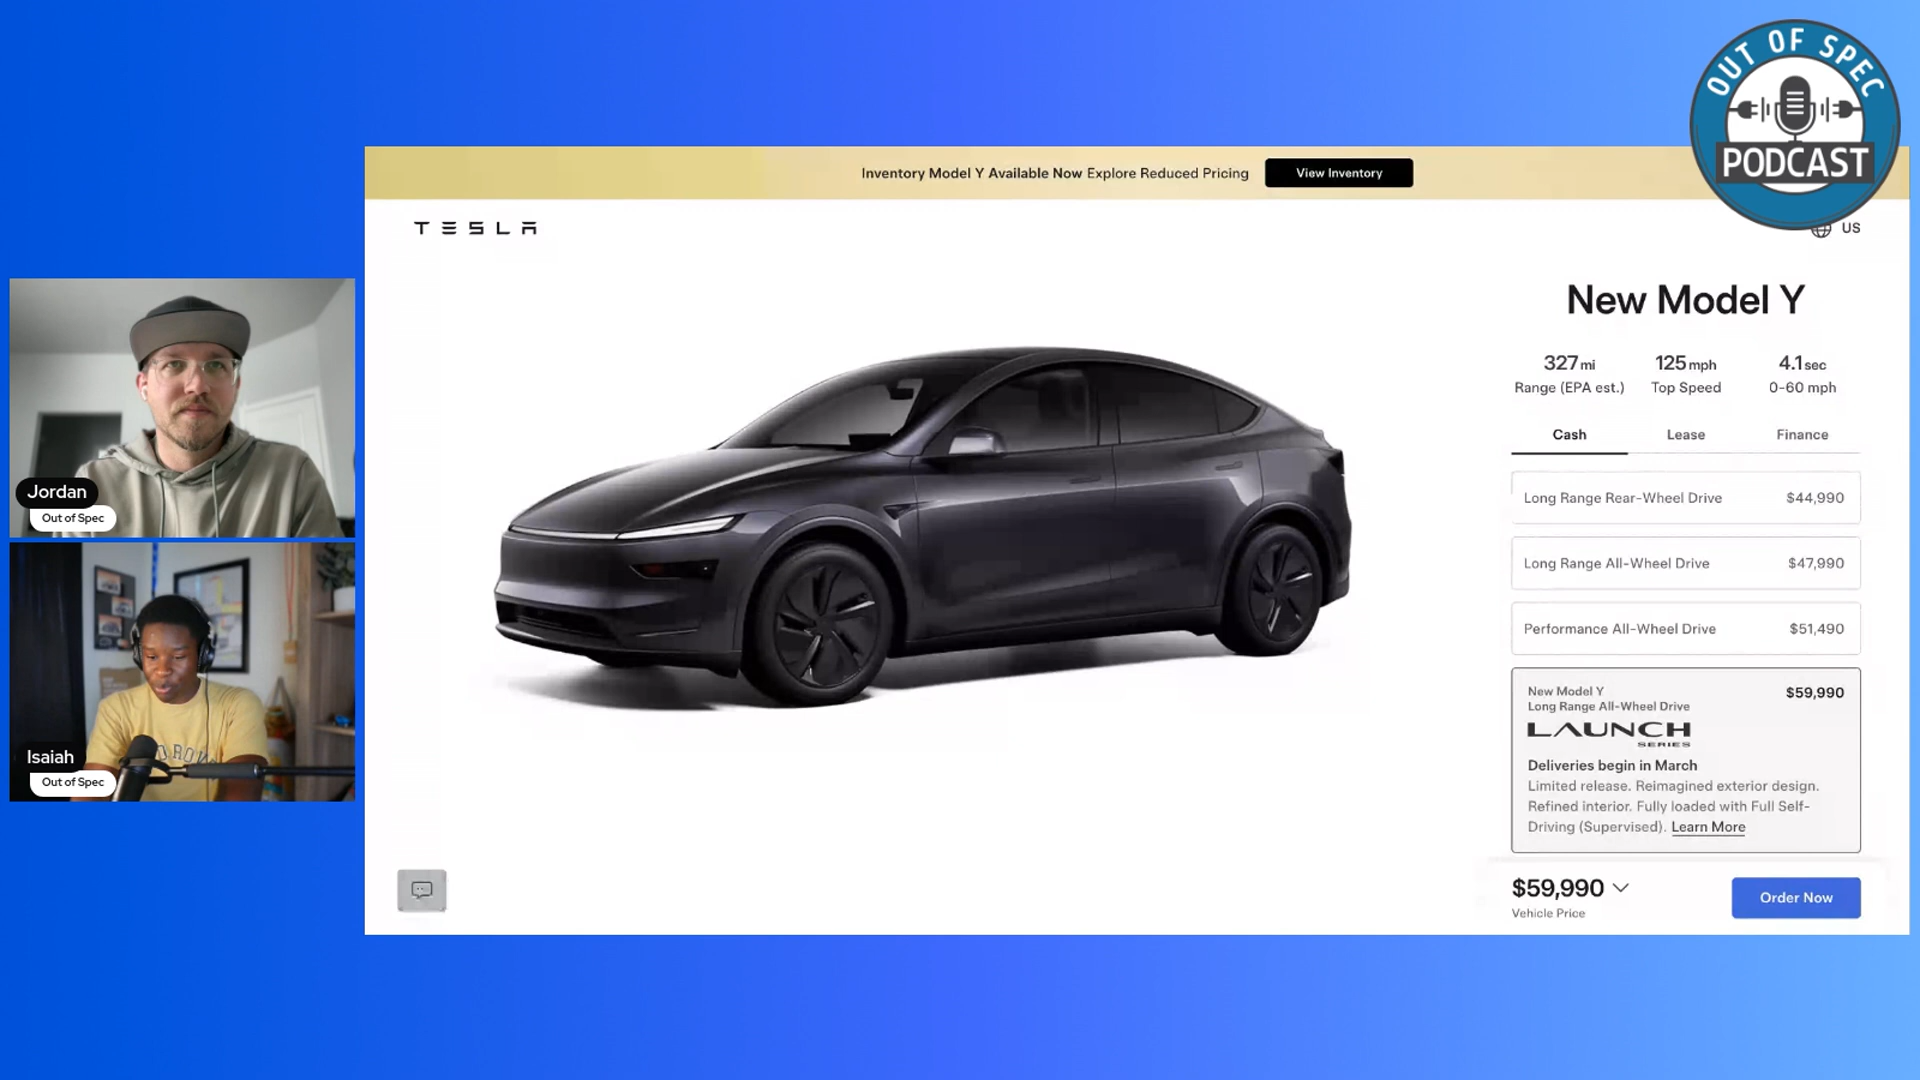 OUT OF SPEC
PODCAST
Inventory Model Y Available Now Explore Reduced Pricing
View Inventory
TESLA
US
New Model Y
327 mi
Range (EPA est.)
125 mph
Top Speed
4.1 sec
0-60 mph
Cash
Lease
Finance
Long Range Rear-Wheel Drive $44,990
Long Range All-Wheel Drive $47,990
Performance All-Wheel Drive $51,490
New Model Y $59,990
Long Range All-Wheel Drive
LAUNCH
SERIES
Deliveries begin in March
Limited release. Reimagined exterior design.
Refined interior. Fully loaded with Full Self-
Driving (Supervised). Learn More
$59,990
Vehicle Price
Order Now
Jordan
Out of Spec
Isaiah
Out of Spec